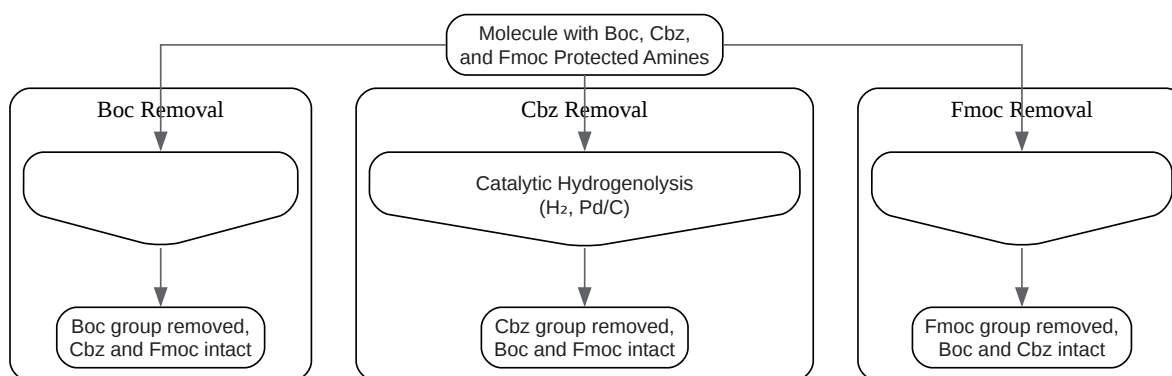 Molecule with Boc, Cbz,
and Fmoc Protected Amines
Boc Removal
Cbz Removal
Fmoc Removal
Catalytic Hydrogenolysis
(H₂, Pd/C)
Boc group removed,
Cbz and Fmoc intact
Cbz group removed,
Boc and Fmoc intact
Fmoc group removed,
Boc and Cbz intact